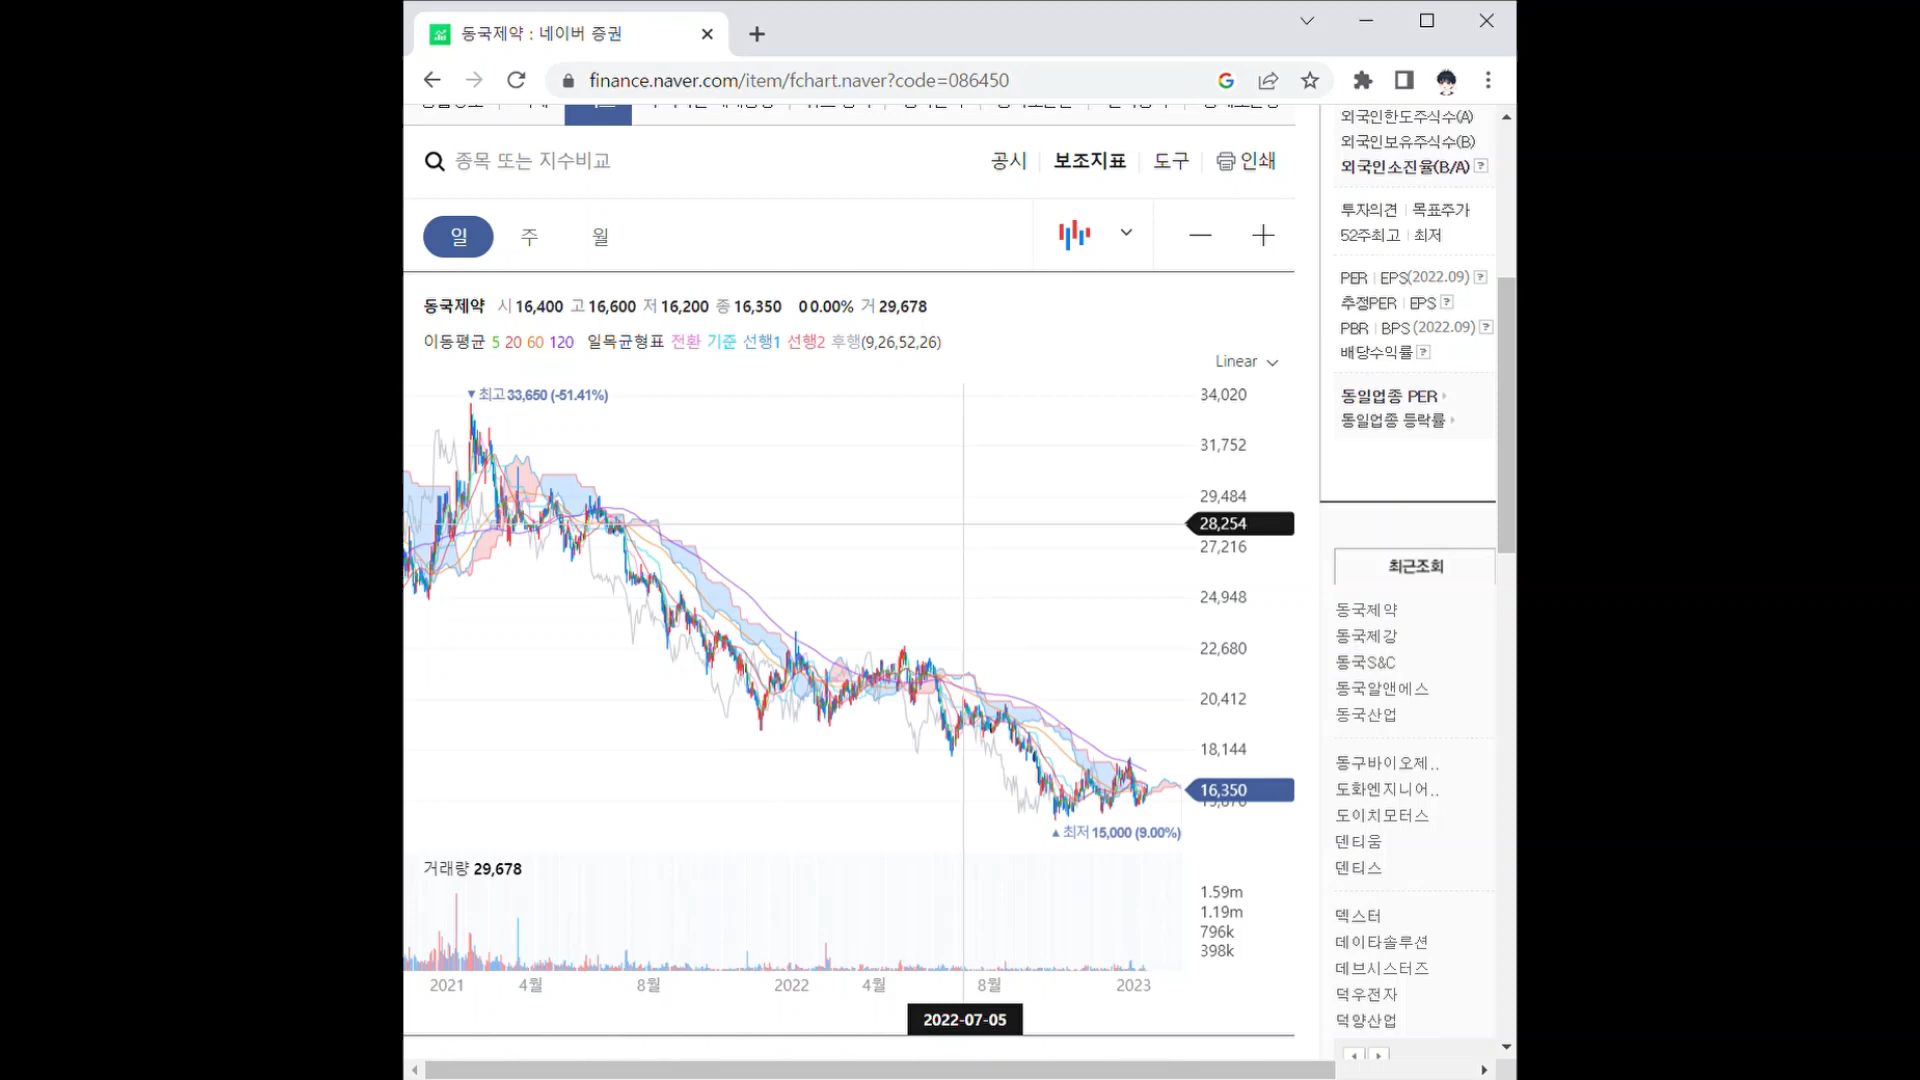 동국제약 : 네이버 증권
finance.naver.com/item/fchart.naver?code=086450
종목 또는 지수비교
공시 보조지표 도구 인쇄
일 주 월
동국제약 시 16,400 고 16,600 저 16,200 종 16,350 0 0.00% 거 29,678
이동평균 5 20 60 120 일목균형표 전환 기준 선행1 선행2 후행(9,26,52,26)
Linear
▼최고 33,650 (-51.41%)
34,020
31,752
29,484
28,254
27,216
24,948
22,680
20,412
18,144
16,350
▲최저 15,000 (9.00%)
거래량 29,678
1.59m
1.19m
796k
398k
2021 4월 8월 2022 4월 8월 2023
2022-07-05
외국인한도주식수(A)
외국인보유주식수(B)
외국인소진율(B/A) ?
투자의견 | 목표주가
52주최고 | 최저
PER | EPS(2022.09) ?
추정PER | EPS ?
PBR | BPS (2022.09) ?
배당수익률 ?
동일업종 PER
동일업종 등락률
최근조회
동국제약
동국제강
동국S&C
동국알앤에스
동국산업
동구바이오제..
도화엔지니어..
도이치모터스
덴티움
덴티스
덱스터
데이타솔루션
데브시스터즈
덕우전자
덕양산업